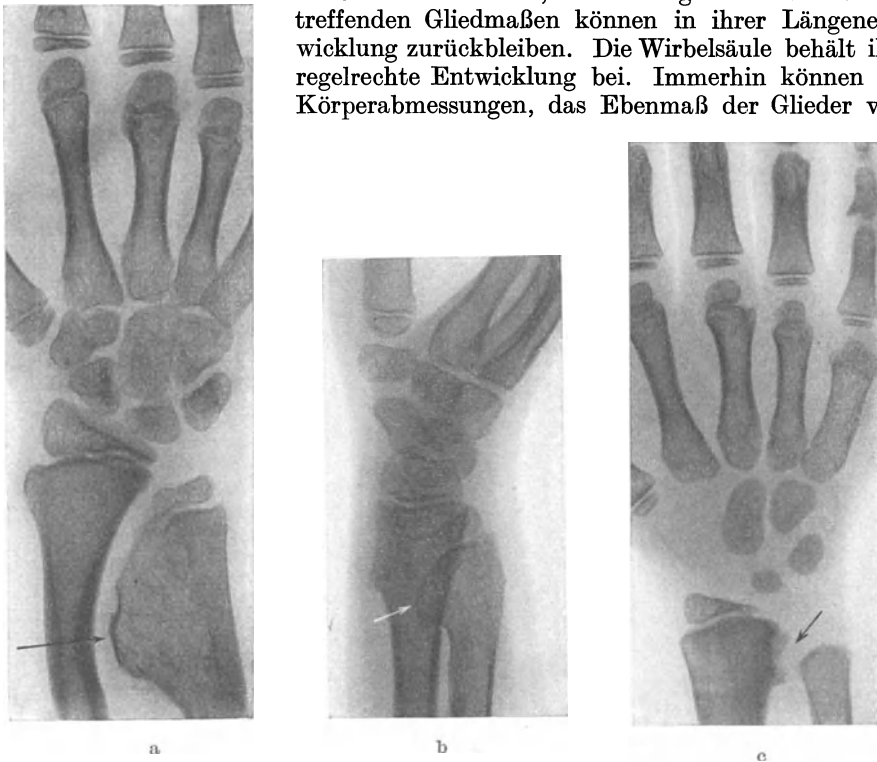 treffenden Gliedmaßen können in ihrer Längene
wicklung zurückbleiben. Die Wirbelsäule behält ih
regelrechte Entwicklung bei. Immerhin können
Körperabmessungen, das Ebenmaß der Glieder v
a
b
c